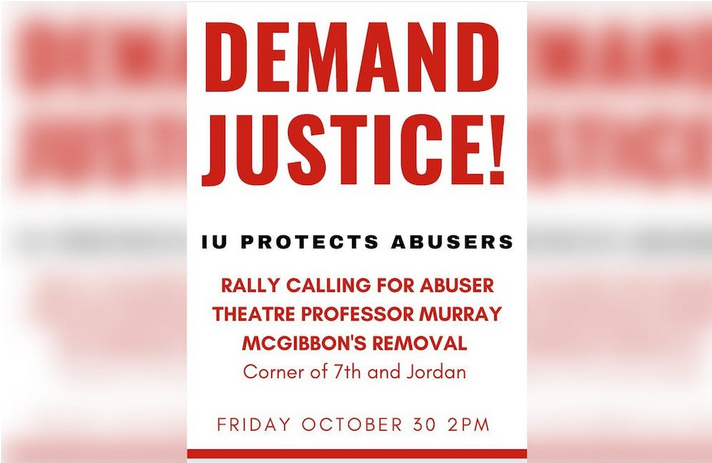 DEMAND
JUSTICE!
IU PROTECTS ABUSERS
RALLY CALLING FOR ABUSER
THEATRE PROFESSOR MURRAY
MCGIBBON'S REMOVAL
Corner of 7th and Jordan
FRIDAY OCTOBER 30 2PM